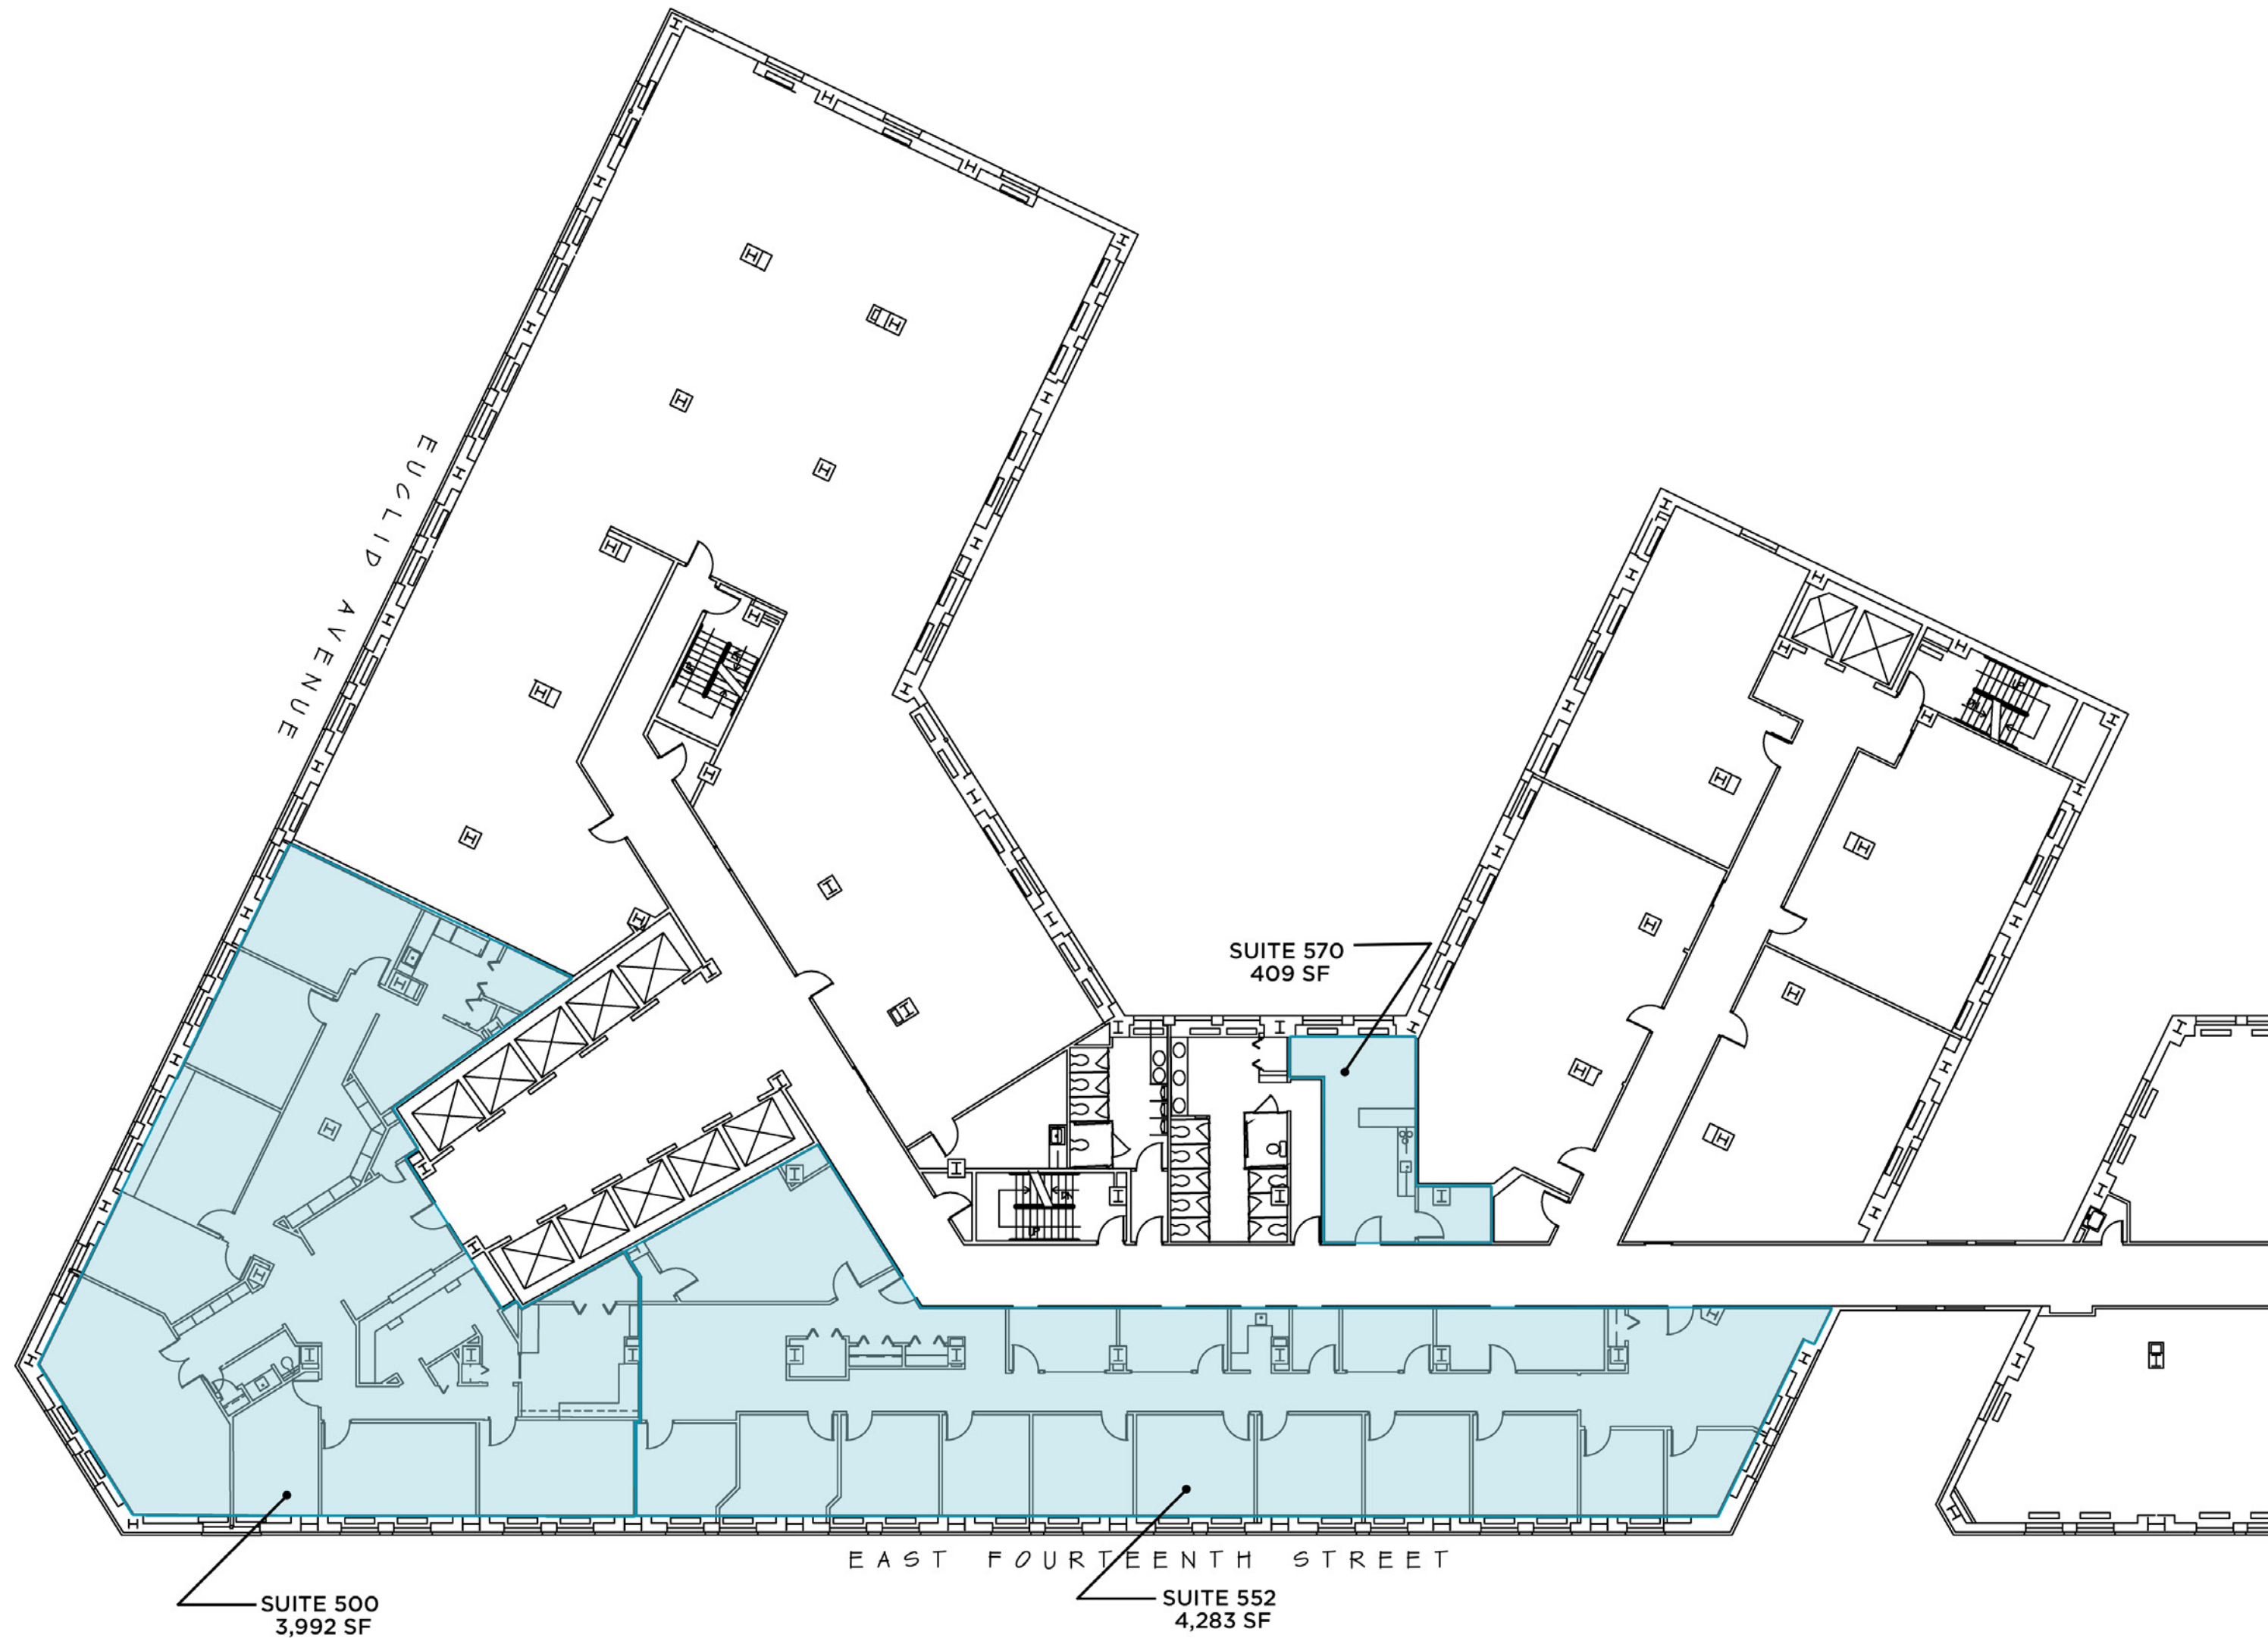 EUCLID AVENUE
SUITE 570
409 SF
EAST FOURTEENTH STREET
SUITE 500
3,992 SF
SUITE 552
4,283 SF